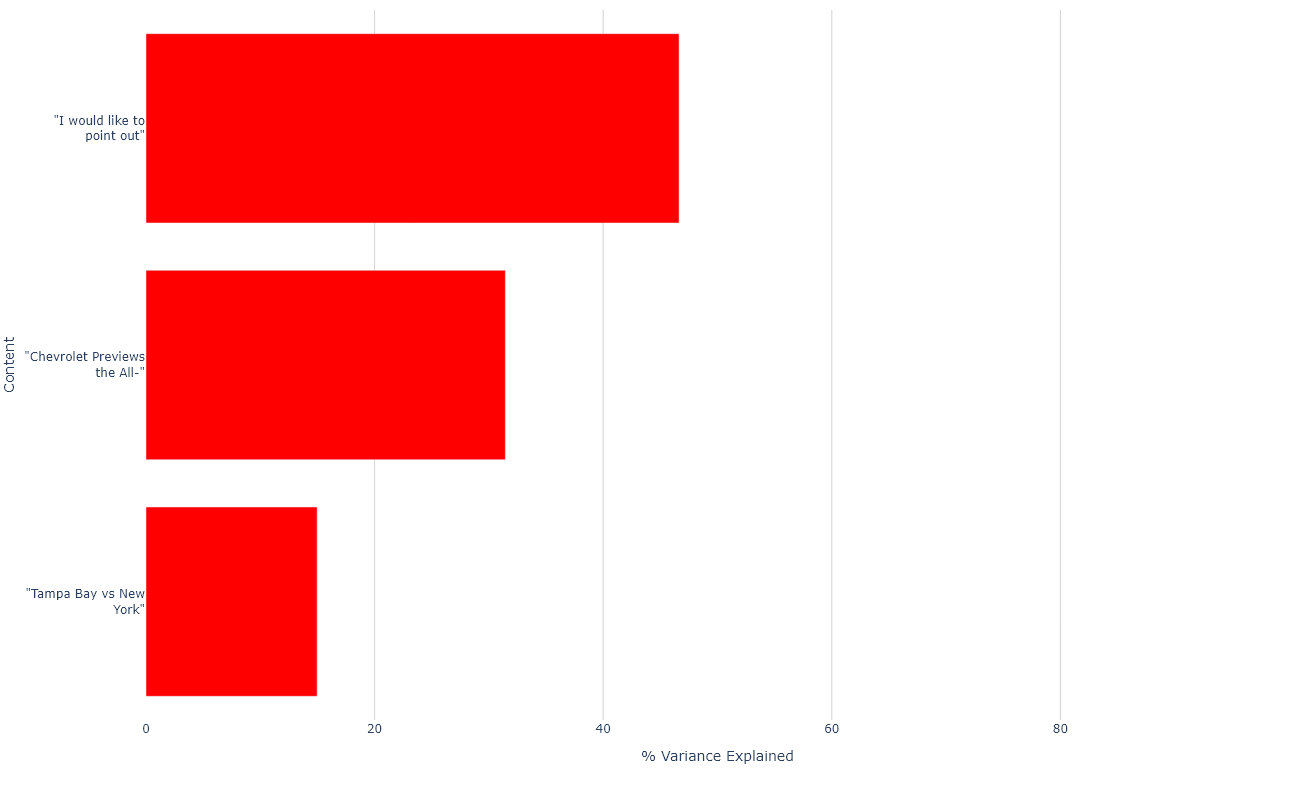 "I would like to
point out"
"Chevrolet Previews
the All-"
"Tampa Bay vs New
York"
Content
0 20 40 60 80
% Variance Explained